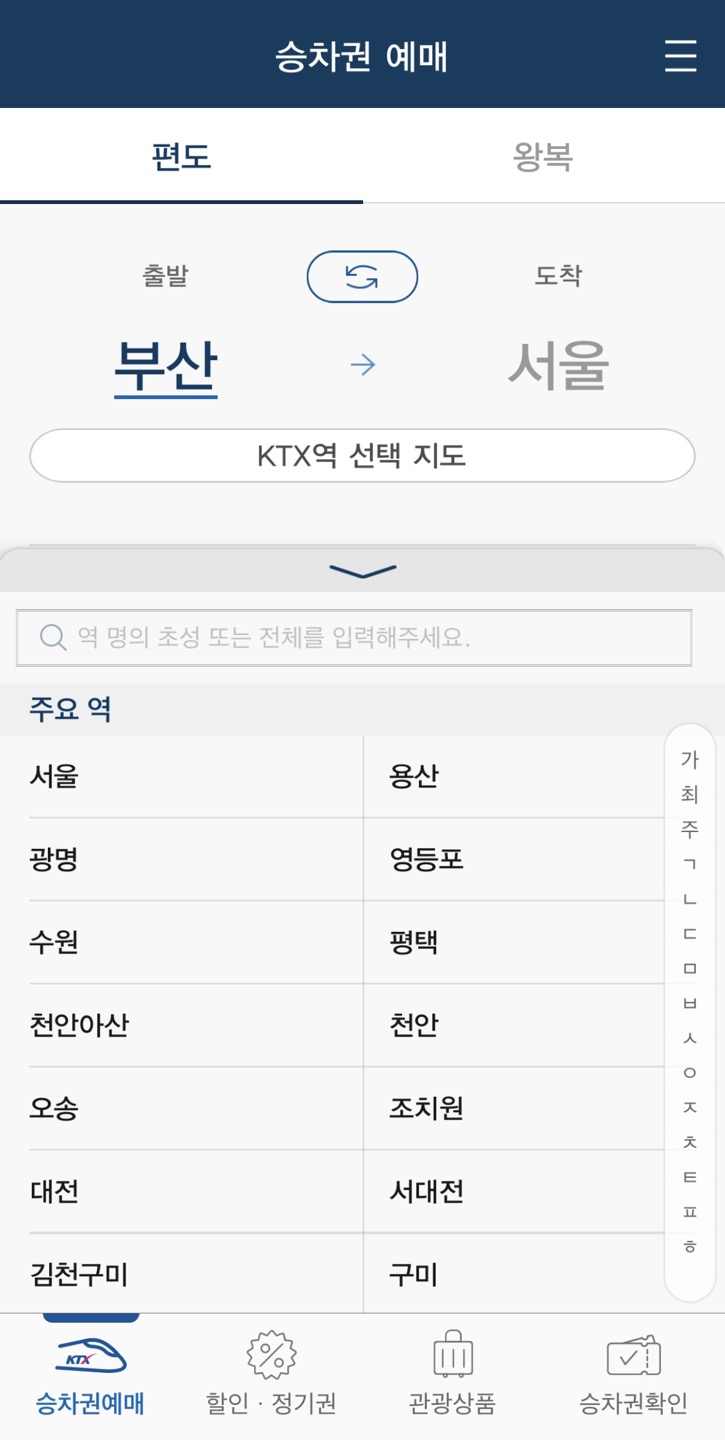 승차권 예매
편도 왕복
출발 도착
부산 서울
KTX역 선택 지도
역 명의 초성 또는 전체를 입력해주세요.
주요 역
서울 용산
광명 영등포
수원 평택
천안아산 천안
오송 조치원
대전 서대전
김천구미 구미
가
최
주
ㄱ
ㄴ
ㄷ
ㅁ
ㅂ
ㅅ
ㅇ
ㅈ
ㅊ
ㅌ
ㅍ
ㅎ
KTX
승차권예매 할인 · 정기권 관광상품 승차권확인